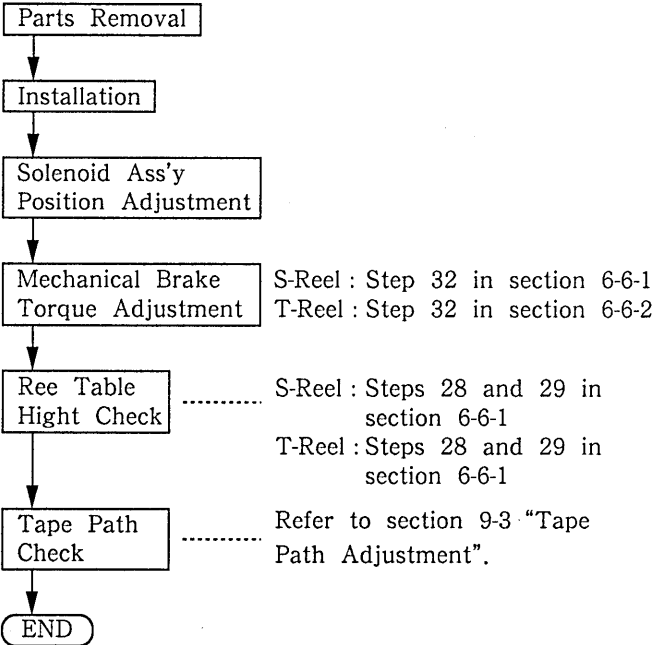 Parts Removal
Installation
Solenoid Ass'y
Position Adjustment
Mechanical Brake
Torque Adjustment
S-Reel : Step 32 in section 6-6-1
T-Reel : Step 32 in section 6-6-2
Ree Table
Hight Check
S-Reel : Steps 28 and 29 in
section 6-6-1
T-Reel : Steps 28 and 29 in
section 6-6-1
Tape Path
Check
Refer to section 9-3 “Tape
Path Adjustment”.
END